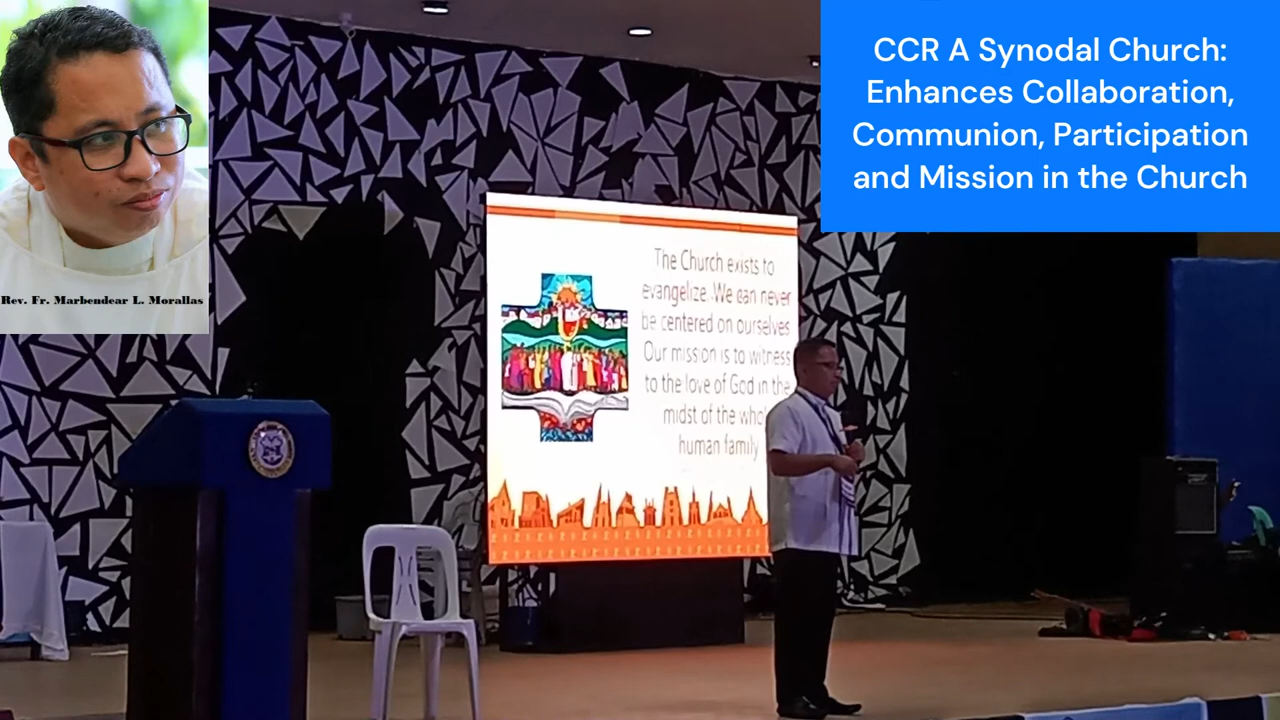 CCR A Synodal Church:
Enhances Collaboration,
Communion, Participation
and Mission in the Church
Rev. Fr. Marbendear L. Morallas
The Church exists to
evangelize. We can never
be centered on ourselves
Our mission is to witness
to the love of God in the
midst of the
human family